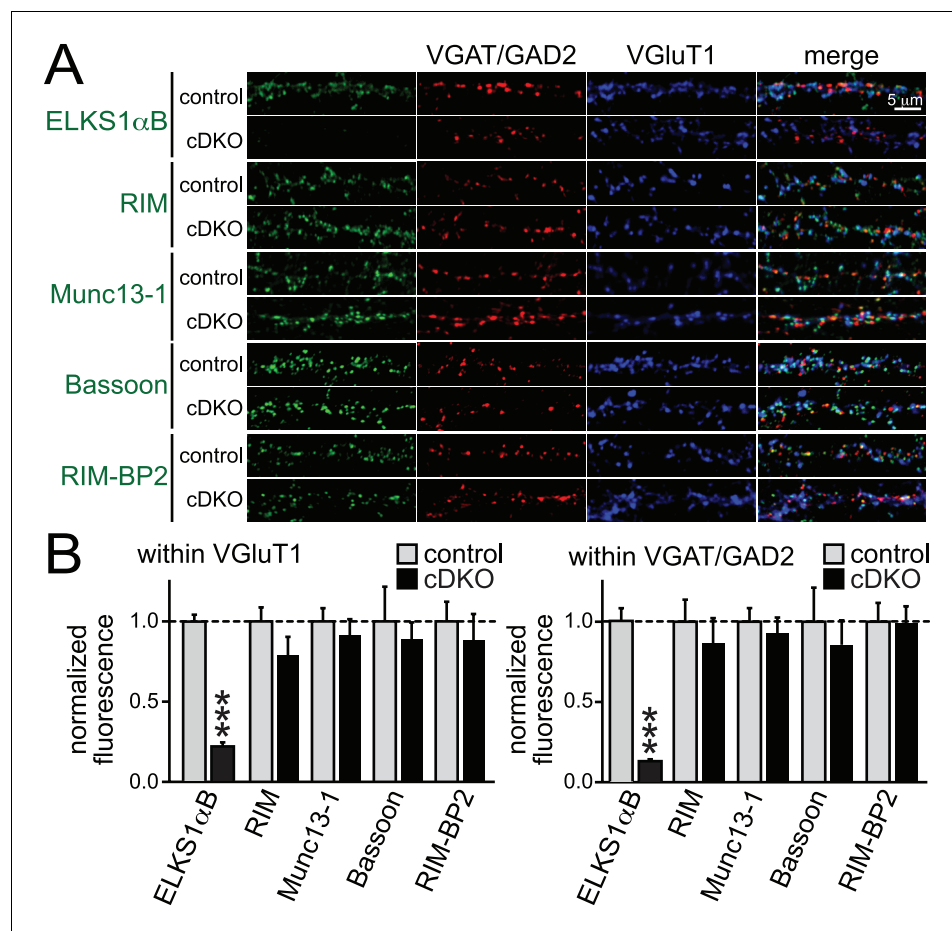 A
VGAT/GAD2 VGluT1 merge
ELKS1αB control
5 μm
cDKO
RIM control
cDKO
Munc13-1 control
cDKO
Bassoon control
cDKO
RIM-BP2 control
cDKO
B
within VGluT1
control
cDKO
normalized
fluorescence
1.0
0.5
0.0
***
ELKS1αB
RIM
Munc13-1
Bassoon
RIM-BP2
within VGAT/GAD2
control
cDKO
normalized
fluorescence
1.0
0.5
0.0
***
ELKS1αB
RIM
Munc13-1
Bassoon
RIM-BP2